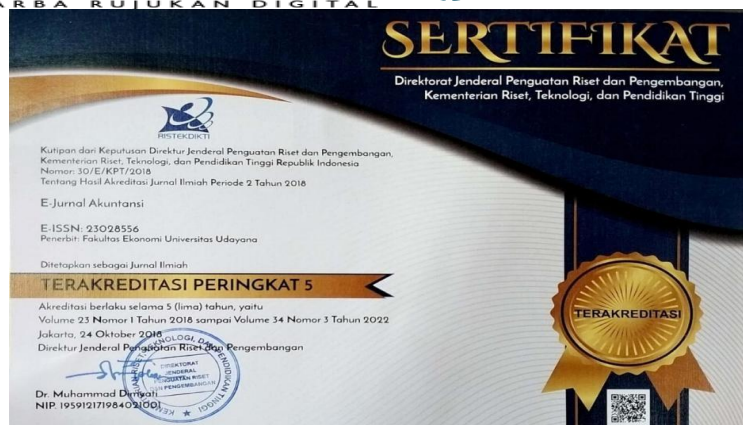 ARBA RUJUKAN DIGITAL
SERTIFIKAT
Direktorat Jenderal Penguatan Riset dan Pengembangan,
Kementerian Riset, Teknologi, dan Pendidikan Tinggi
RISTEKDIKTI
Kutipan dari Keputusan Direktur Jenderal Penguatan Riset dan Pengembangan,
Kementerian Riset, Teknologi, dan Pendidikan Tinggi Republik Indonesia
Nomor: 30/E/KPT/2018
Tentang Hasil Akreditasi Jurnal Ilmiah Periode 2 Tahun 2018
E-Jurnal Akuntansi
E-ISSN: 23028556
Penerbit: Fakultas Ekonomi Universitas Udayana
Ditetapkan sebagai Jurnal Ilmiah
TERAKREDITASI PERINGKAT 5
Akreditasi berlaku selama 5 (lima) tahun, yaitu
Volume 23 Nomor 1 Tahun 2018 sampai Volume 34 Nomor 3 Tahun 2022
Jakarta, 24 Oktober 2018
Direktur Jenderal Penguatan Riset dan Pengembangan
DIREKTORAT
JENDERAL
PENGUATAN RISET
DAN PENGEMBANGAN
Dr. Muhammad Dimyati
NIP. 195912171984021001
TERAKREDITASI